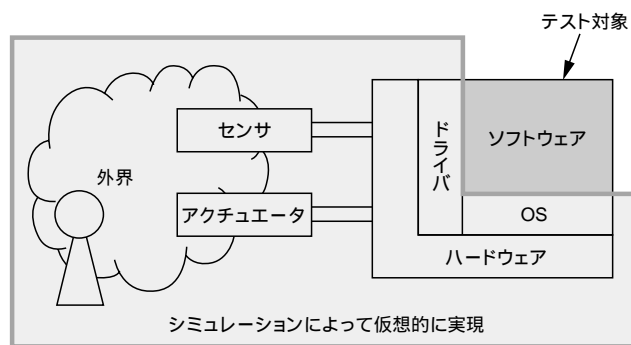 テスト対象
センサ
ドライバ
ソフトウェア
外界
アクチュエータ
OS
ハードウェア
シミュレーションによって仮想的に実現